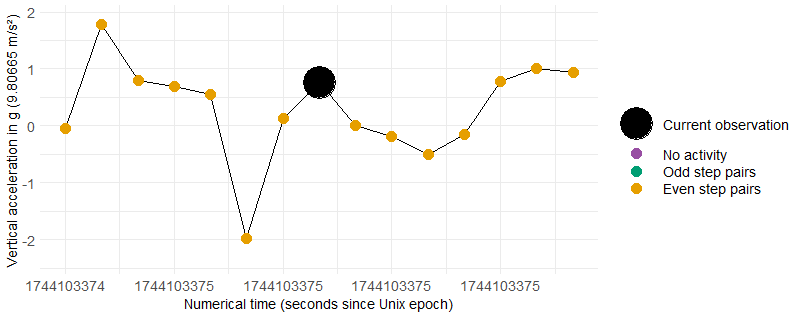 Vertical acceleration in g (9.80665 m/s²)
2
1
0
-1
-2
1744103374 1744103375 1744103375 1744103375 1744103375
Numerical time (seconds since Unix epoch)
Current observation
No activity
Odd step pairs
Even step pairs